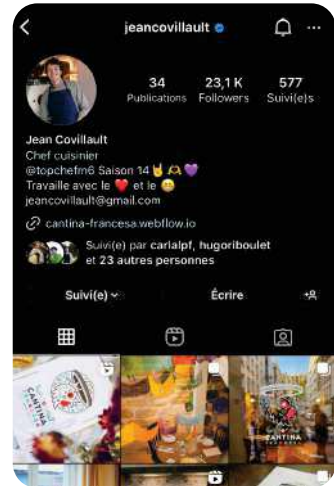 jeancovillault
34 23,1 K 577
Publications Followers Suivi(e)s
Jean Covillault
Chef cuisinier
@topchefm6 Saison 14
Travaille avec le ❤️ et le 😁
jeancovillault@gmail.com
cantina-francesa.webflow.io
Suivi(e) par carlalpf, hugoriboulet
et 23 autres personnes
Suivi(e) Écrire
CANTINA
CANTINA